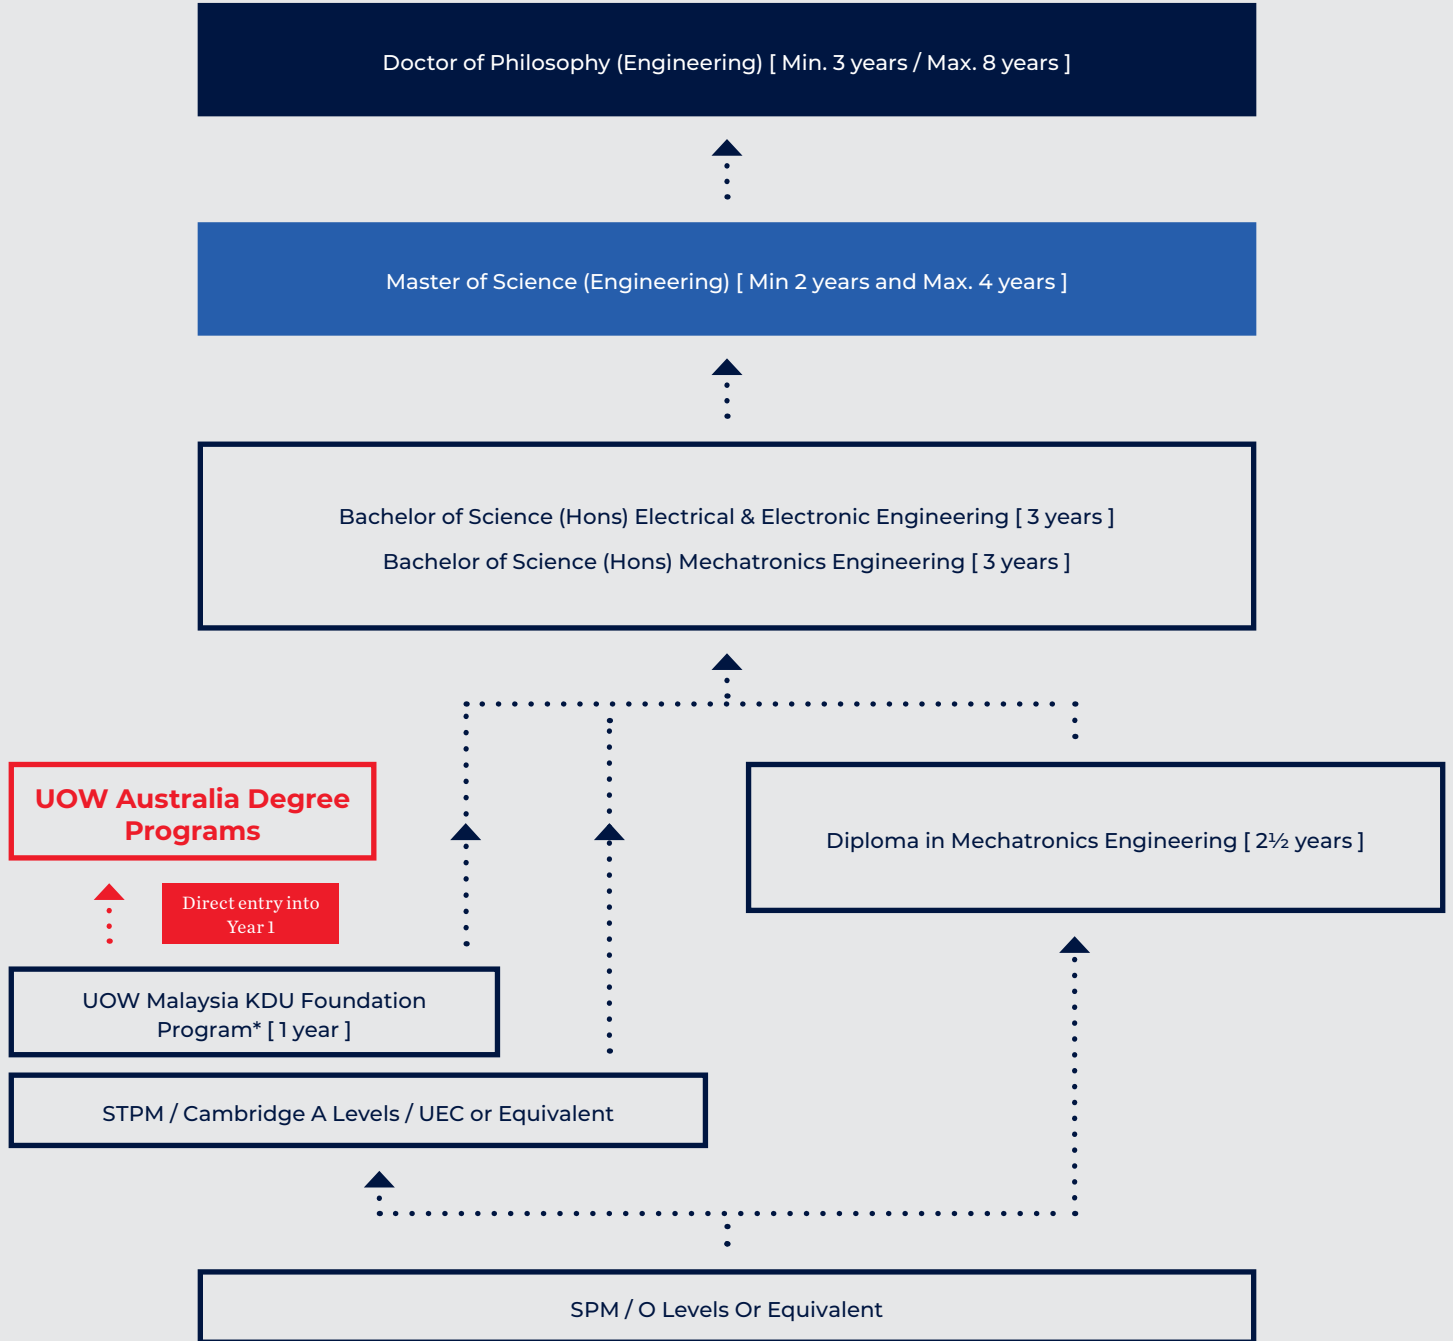 Doctor of Philosophy (Engineering) [ Min. 3 years / Max. 8 years ]
Master of Science (Engineering) [ Min 2 years and Max. 4 years ]
Bachelor of Science (Hons) Electrical & Electronic Engineering [ 3 years ]
Bachelor of Science (Hons) Mechatronics Engineering [ 3 years ]
UOW Australia Degree
Programs
Diploma in Mechatronics Engineering [ 2½ years ]
Direct entry into
Year 1
UOW Malaysia KDU Foundation
Program* [ 1 year ]
STPM / Cambridge A Levels / UEC or Equivalent
SPM / O Levels Or Equivalent